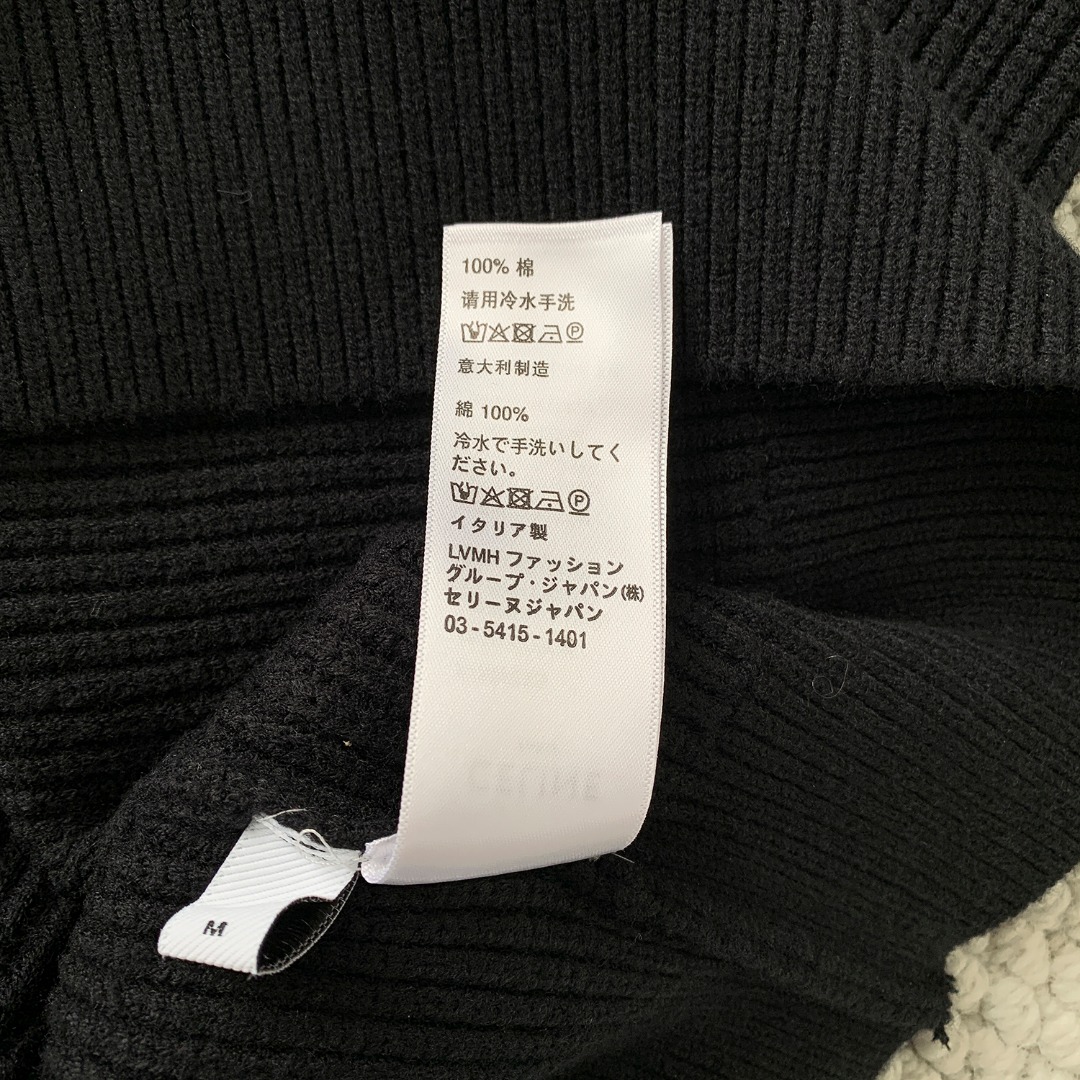 100% 棉
请用冷水手洗
意大利制造
綿 100%
冷水で手洗いしてく
ださい。
イタリア製
LVMH ファッション
グループ・ジャパン(株)
セリーヌジャパン
03-5415-1401
CELINE
M